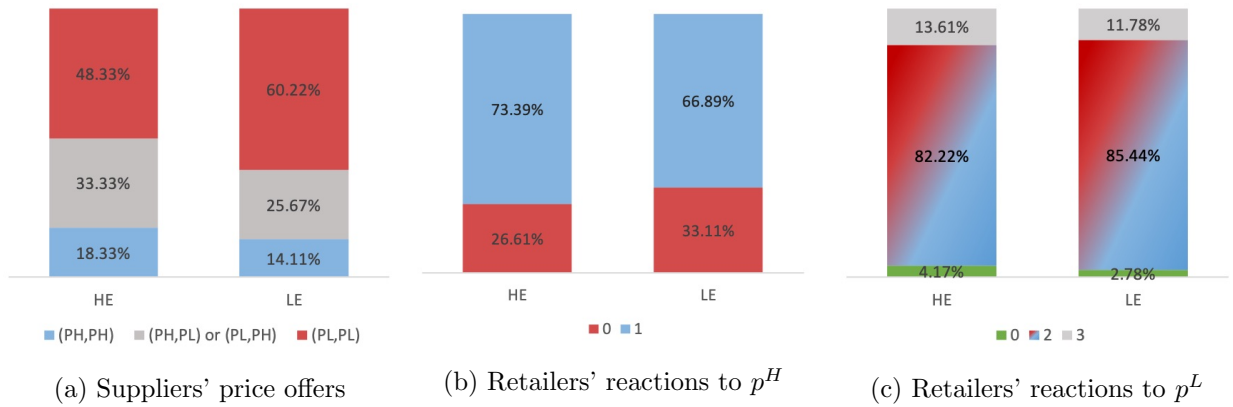 48.33%
33.33%
18.33%
60.22%
25.67%
14.11%
HE LE
(PH,PH) (PH,PL) or (PL,PH) (PL,PL)
(a) Suppliers' price offers
73.39%
26.61%
66.89%
33.11%
HE LE
0 1
(b) Retailers' reactions to p^H
13.61%
82.22%
4.17%
11.78%
85.44%
2.78%
HE LE
0 2 3
(c) Retailers' reactions to p^L